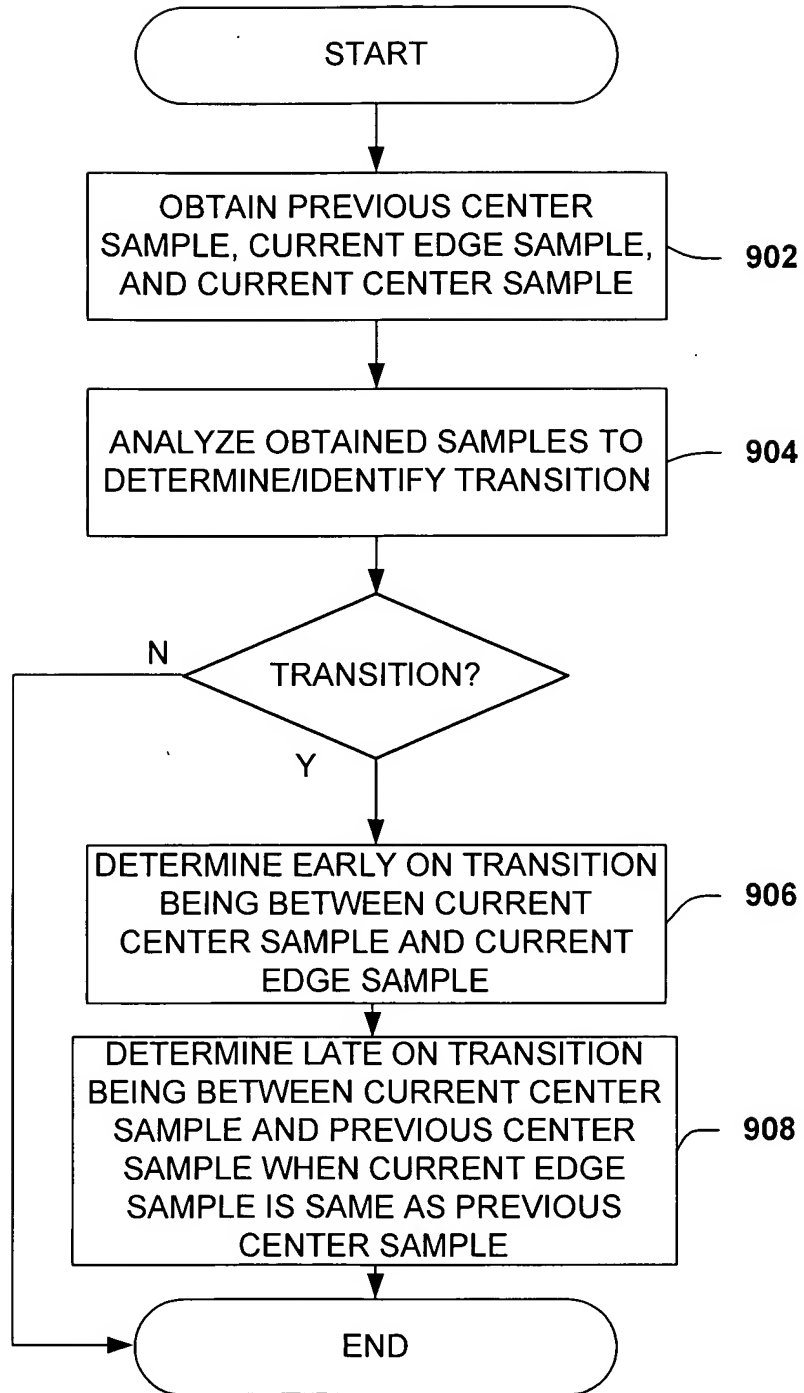 START
OBTAIN PREVIOUS CENTER
SAMPLE, CURRENT EDGE SAMPLE,
AND CURRENT CENTER SAMPLE
902
ANALYZE OBTAINED SAMPLES TO
DETERMINE/IDENTIFY TRANSITION
904
N
TRANSITION?
Y
DETERMINE EARLY ON TRANSITION
BEING BETWEEN CURRENT
CENTER SAMPLE AND CURRENT
EDGE SAMPLE
906
DETERMINE LATE ON TRANSITION
BEING BETWEEN CURRENT CENTER
SAMPLE AND PREVIOUS CENTER
SAMPLE WHEN CURRENT EDGE
SAMPLE IS SAME AS PREVIOUS
CENTER SAMPLE
908
END